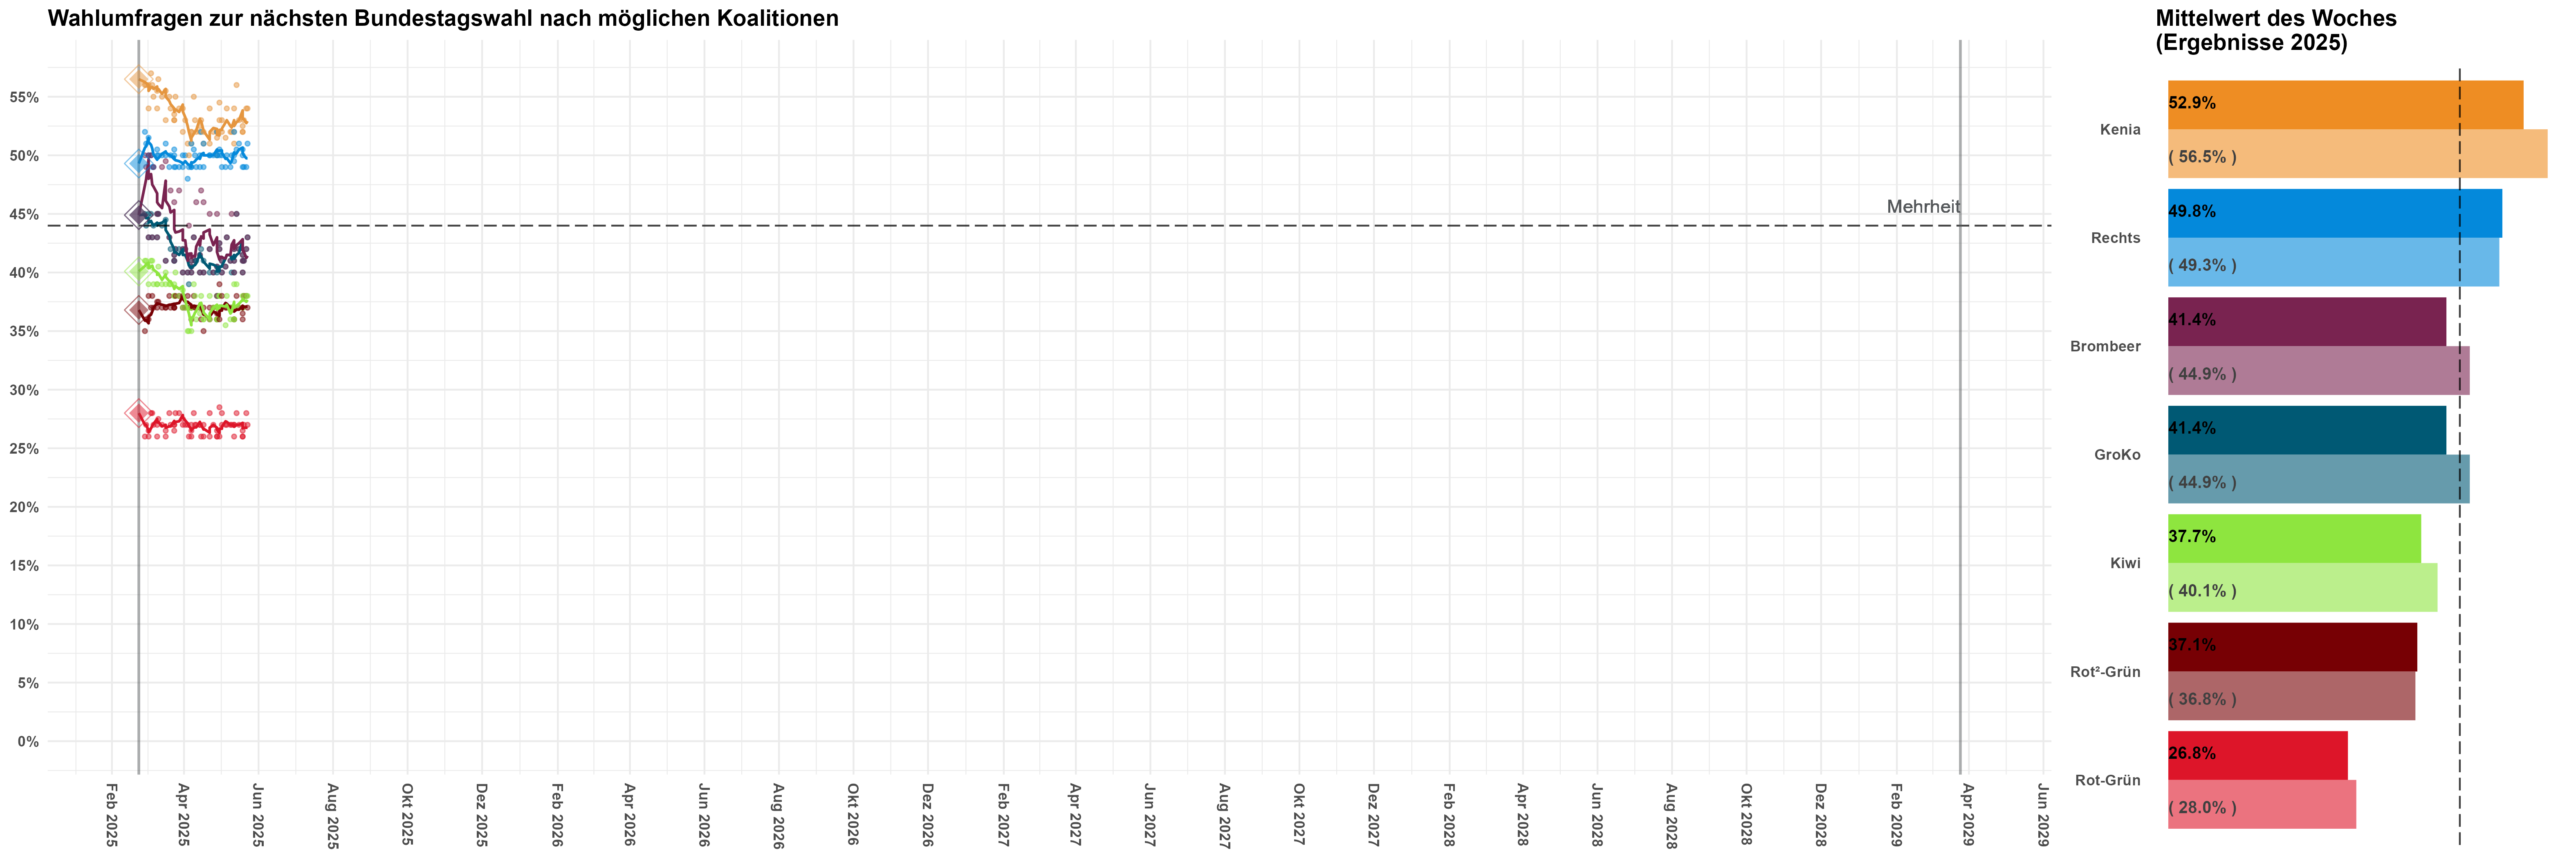 Wahlumfragen zur nächsten Bundestagswahl nach möglichen Koalitionen
55%
50%
45%
40%
35%
30%
25%
20%
15%
10%
5%
0%
Mehrheit
Feb 2025
Apr 2025
Jun 2025
Aug 2025
Okt 2025
Dez 2025
Feb 2026
Apr 2026
Jun 2026
Aug 2026
Okt 2026
Dez 2026
Feb 2027
Apr 2027
Jun 2027
Aug 2027
Okt 2027
Dez 2027
Feb 2028
Apr 2028
Jun 2028
Aug 2028
Okt 2028
Dez 2028
Feb 2029
Apr 2029
Jun 2029
Mittelwert des Woches
(Ergebnisse 2025)
Kenia
52.9%
( 56.5% )
Rechts
49.8%
( 49.3% )
Brombeer
41.4%
( 44.9% )
GroKo
41.4%
( 44.9% )
Kiwi
37.7%
( 40.1% )
Rot²-Grün
37.1%
( 36.8% )
Rot-Grün
26.8%
( 28.0% )